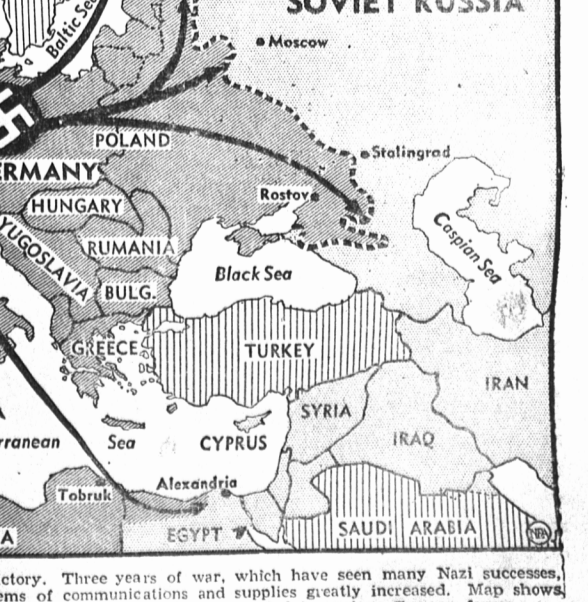 SOVIET RUSSIA
Baltic Sea
Moscow
POLAND
Stalingrad
ERMANY
Rostov
HUNGARY
Caspian Sea
YUGOSLAVIA
RUMANIA
Black Sea
BULG.
GREECE
TURKEY
IRAN
SYRIA
rranean Sea
CYPRUS
IRAQ
Tobruk
Alexandria
A
EGYPT
SAUDI ARABIA
NEA
ctory. Three years of war, which have seen many Nazi successes,
ems of communications and supplies greatly increased. Map shows